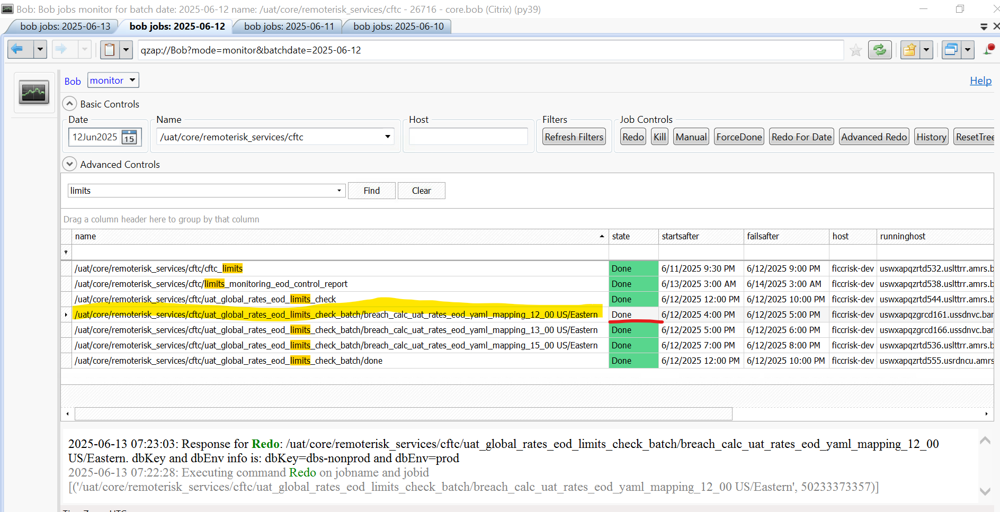 Bob: Bob jobs monitor for batch date: 2025-06-12 name: /uat/core/remoterisk_services/cftc - 26716 - core.bob (Citrix) (py39)
bob jobs: 2025-06-13 bob jobs: 2025-06-12 bob jobs: 2025-06-11 bob jobs: 2025-06-10
qzap://Bob?mode=monitor&batchdate=2025-06-12
Bob monitor Help
Basic Controls
Date Name Host Filters Job Controls
12Jun2025 15 /uat/core/remoterisk_services/cftc Refresh Filters Redo Kill Manual ForceDone Redo For Date Advanced Redo History ResetTree
Advanced Controls
limits Find Clear
Drag a column header here to group by that column
name state startsafter failsafter host runninghost
/uat/core/remoterisk_services/cftc/cftc_limits Done 6/11/2025 9:30 PM 6/12/2025 9:00 PM ficcrisk-dev uswxapqzrtd532.uslttrr.amrs.b
/uat/core/remoterisk_services/cftc/limits_monitoring_eod_control_report Done 6/13/2025 3:00 AM 6/14/2025 3:00 AM ficcrisk-dev uswxapqzrtd538.uslttrr.amrs.b
/uat/core/remoterisk_services/cftc/uat_global_rates_eod_limits_check Done 6/12/2025 12:00 PM 6/12/2025 10:00 PM ficcrisk-dev uswxapqzrtd544.uslttrr.amrs.b
/uat/core/remoterisk_services/cftc/uat_global_rates_eod_limits_check_batch/breach_calc_uat_rates_eod_yaml_mapping_12_00 US/Eastern Done 6/12/2025 4:00 PM 6/12/2025 5:00 PM ficcrisk-dev uswxapqzgrcd161.ussdnvc.bar
/uat/core/remoterisk_services/cftc/uat_global_rates_eod_limits_check_batch/breach_calc_uat_rates_eod_yaml_mapping_13_00 US/Eastern Done 6/12/2025 5:00 PM 6/12/2025 6:00 PM ficcrisk-dev uswxapqzgrcd166.ussdnvc.bar
/uat/core/remoterisk_services/cftc/uat_global_rates_eod_limits_check_batch/breach_calc_uat_rates_eod_yaml_mapping_15_00 US/Eastern Done 6/12/2025 7:00 PM 6/12/2025 8:00 PM ficcrisk-dev uswxapqzrtd536.uslttrr.amrs.b
/uat/core/remoterisk_services/cftc/uat_global_rates_eod_limits_check_batch/done Done 6/12/2025 12:00 PM 6/12/2025 10:00 PM ficcrisk-dev uswxapqzrtd555.usrdncu.amrs
2025-06-13 07:23:03: Response for Redo: /uat/core/remoterisk_services/cftc/uat_global_rates_eod_limits_check_batch/breach_calc_uat_rates_eod_yaml_mapping_12_00
US/Eastern. dbKey and dbEnv info is: dbKey=dbs-nonprod and dbEnv=prod
2025-06-13 07:22:28: Executing command Redo on jobname and jobid
[('/uat/core/remoterisk_services/cftc/uat_global_rates_eod_limits_check_batch/breach_calc_uat_rates_eod_yaml_mapping_12_00 US/Eastern', 50233373357)]